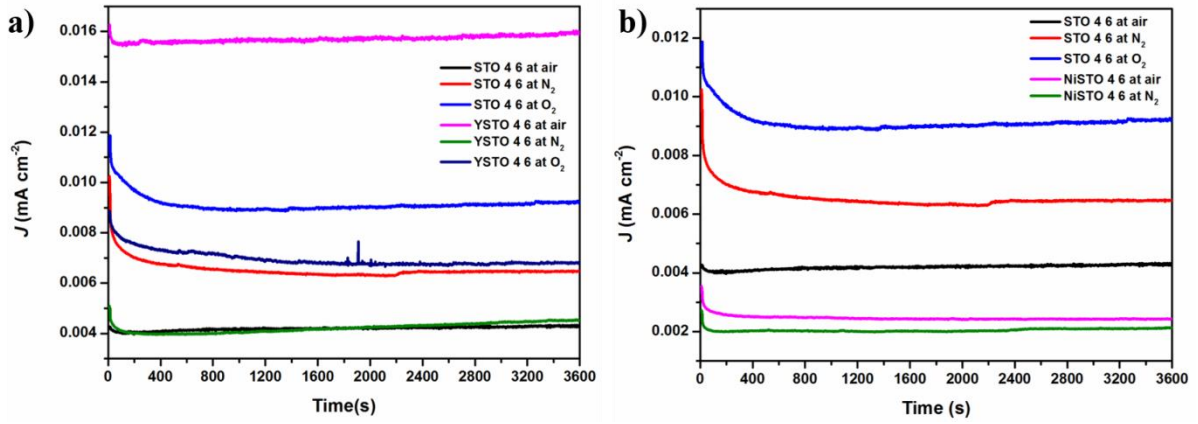 a)
J (mA cm⁻²)
0.016
0.014
0.012
0.010
0.008
0.006
0.004
STO 4 6 at air
STO 4 6 at N₂
STO 4 6 at O₂
YSTO 4 6 at air
YSTO 4 6 at N₂
YSTO 4 6 at O₂
0 400 800 1200 1600 2000 2400 2800 3200 3600
Time(s)
b)
J (mA cm⁻²)
0.012
0.010
0.008
0.006
0.004
0.002
STO 4 6 at air
STO 4 6 at N₂
STO 4 6 at O₂
NiSTO 4 6 at air
NiSTO 4 6 at N₂
0 400 800 1200 1600 2000 2400 2800 3200 3600
Time (s)